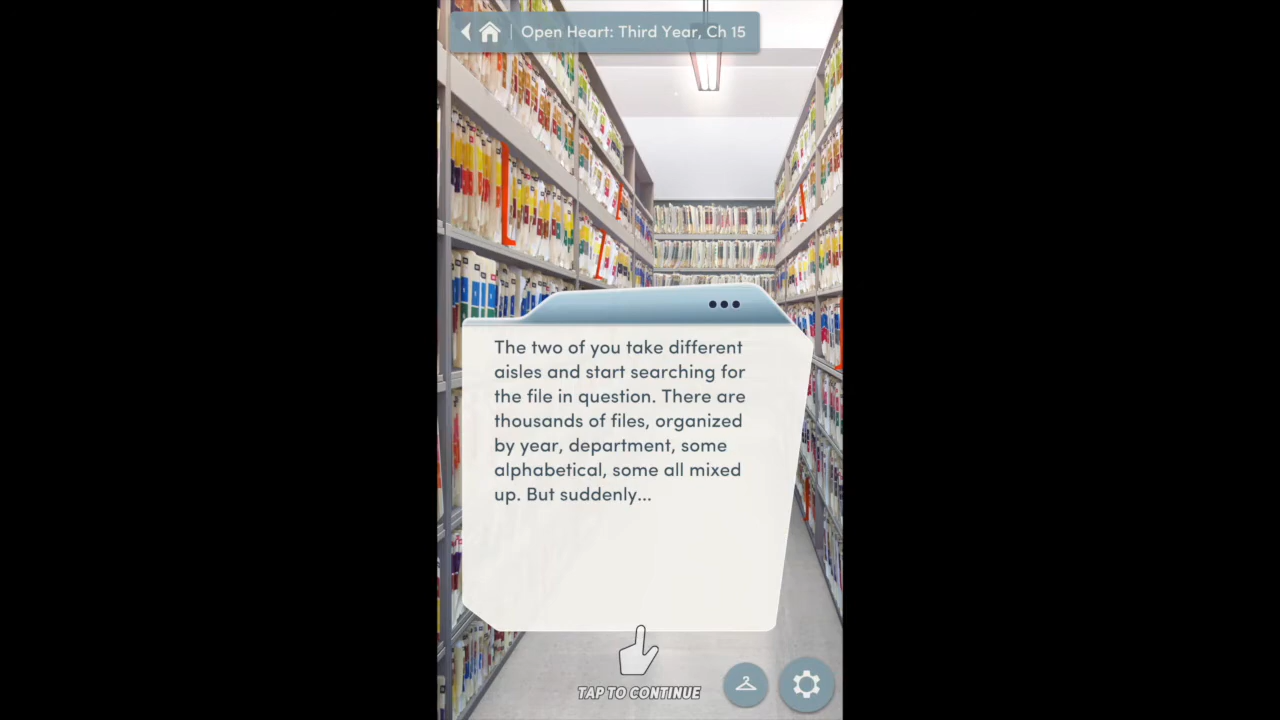 Open Heart: Third Year, Ch 15
The two of you take different
aisles and start searching for
the file in question. There are
thousands of files, organized
by year, department, some
alphabetical, some all mixed
up. But suddenly...
TAP TO CONTINUE